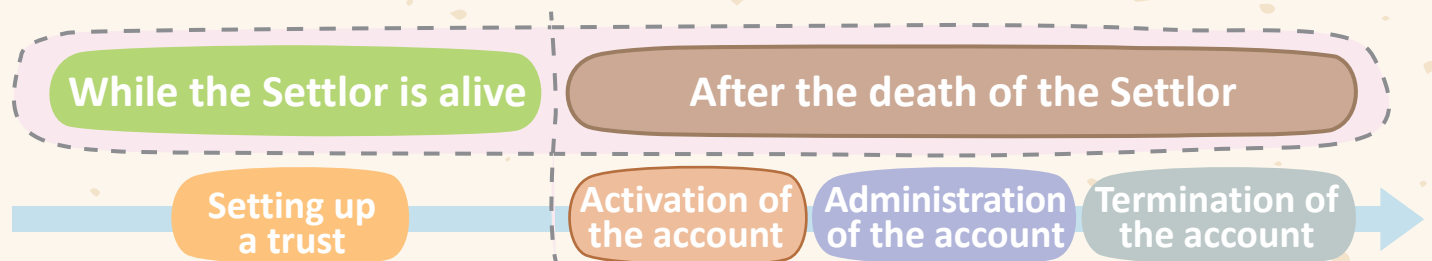 While the Settlor is alive
After the death of the Settlor
Setting up
a trust
Activation of
the account
Administration
of the account
Termination of
the account